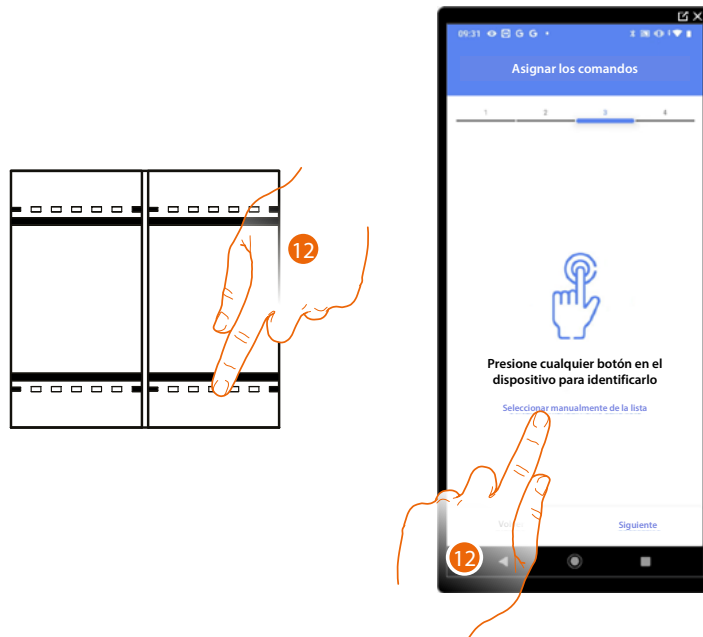 09:31 G G
Asignar los comandos
1 2 3 4
12
Presione cualquier botón en el
dispositivo para identificarlo
Seleccionar manualmente de la lista
Siguiente
12